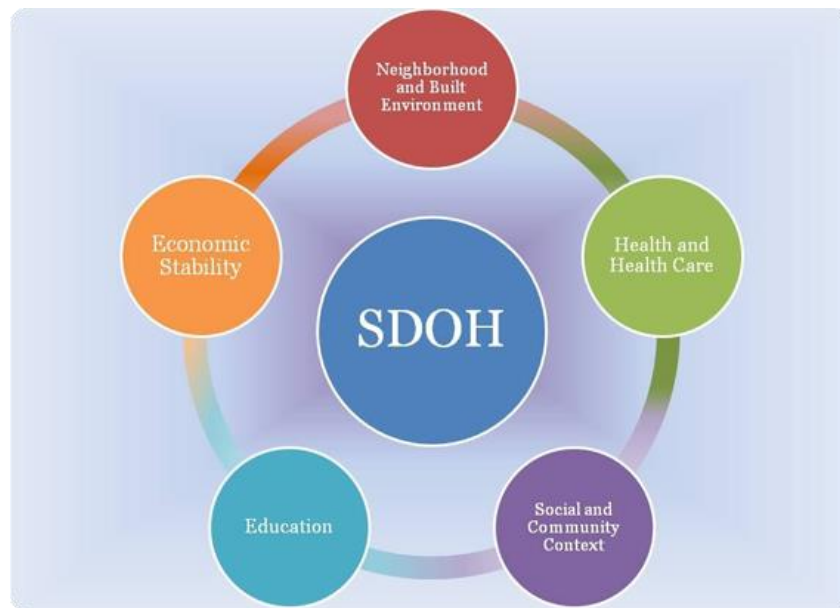 Neighborhood
and Built
Environment
Economic
Stability
Health and
Health Care
SDOH
Education
Social and
Community
Context